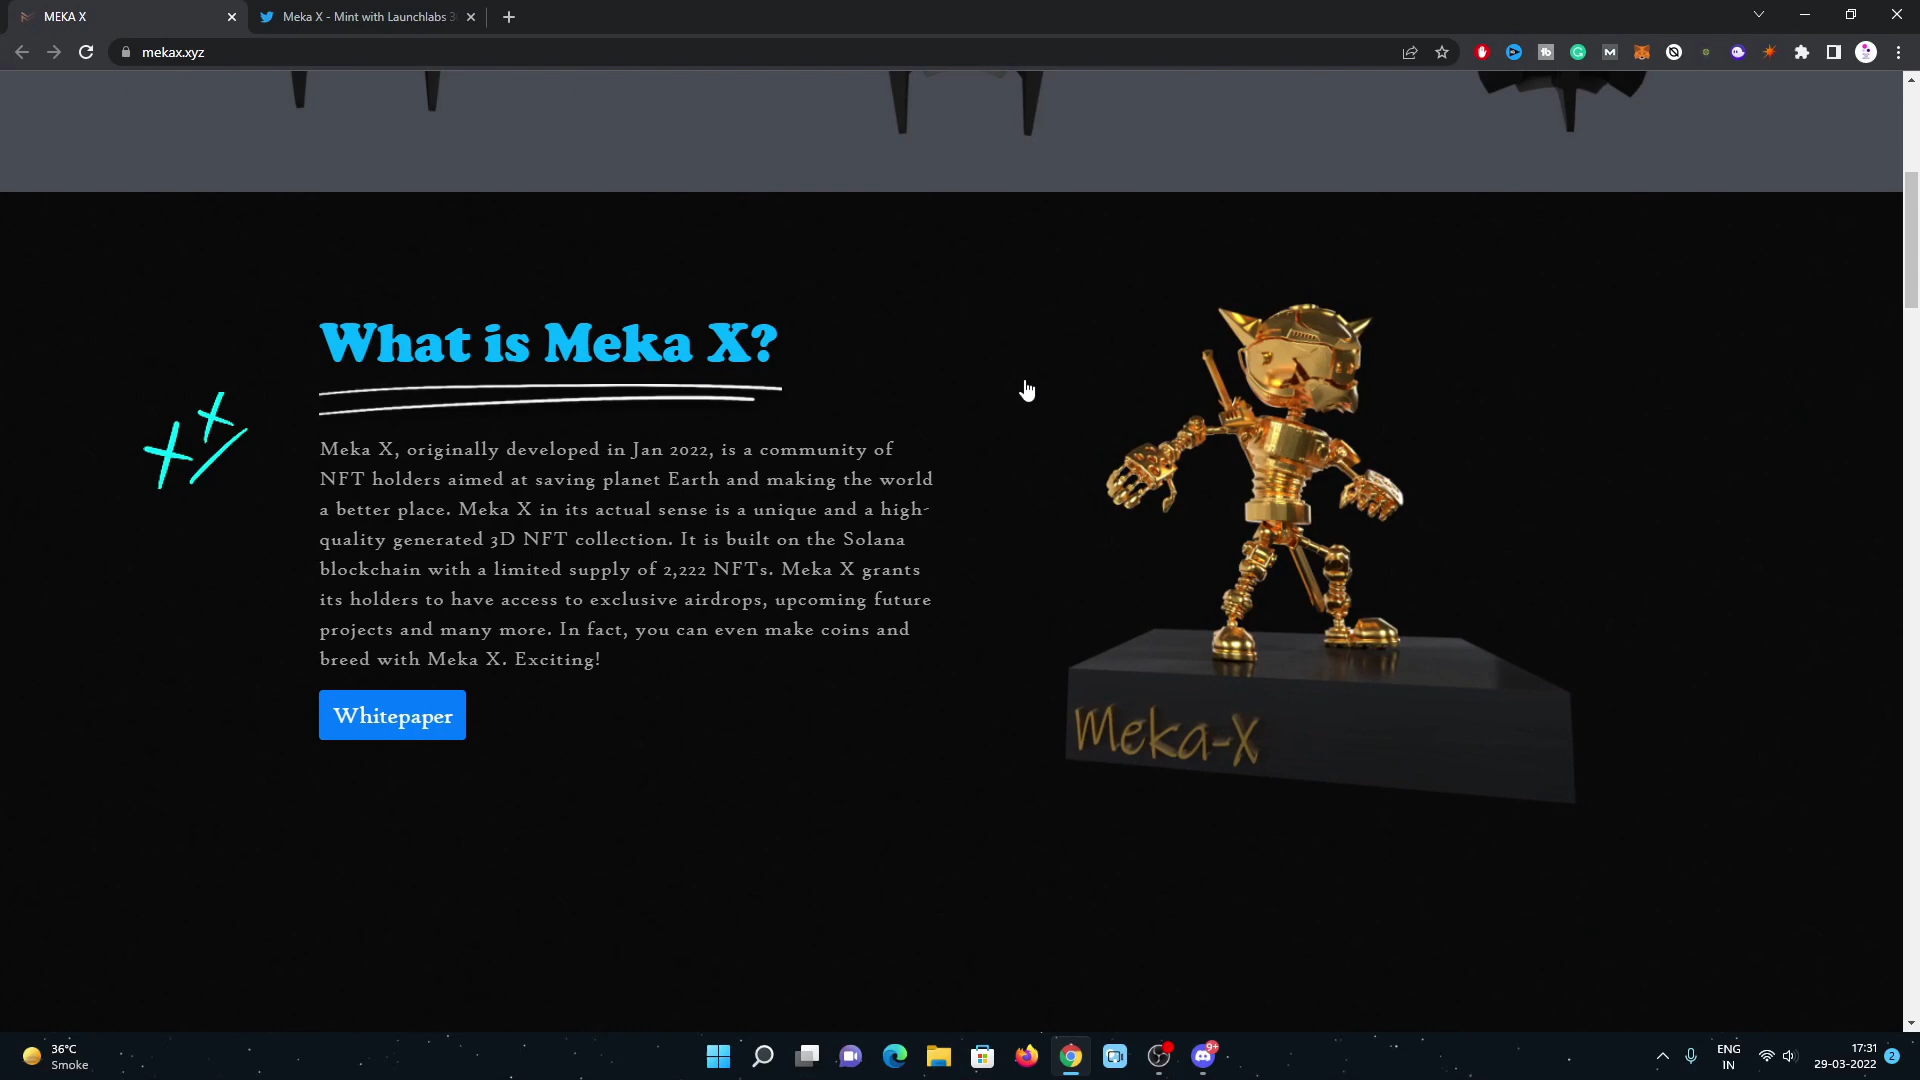 MEKA X
Meka X - Mint with Launchlabs
mekax.xyz
What is Meka X?
Meka X, originally developed in Jan 2022, is a community of
NFT holders aimed at saving planet Earth and making the world
a better place. Meka X in its actual sense is a unique and a high-
quality generated 3D NFT collection. It is built on the Solana
blockchain with a limited supply of 2,222 NFTs. Meka X grants
its holders to have access to exclusive airdrops, upcoming future
projects and many more. In fact, you can even make coins and
breed with Meka X. Exciting!
Whitepaper
Meka-X
36°C
Smoke
9+
ENG
IN
17:31
29-03-2022
2